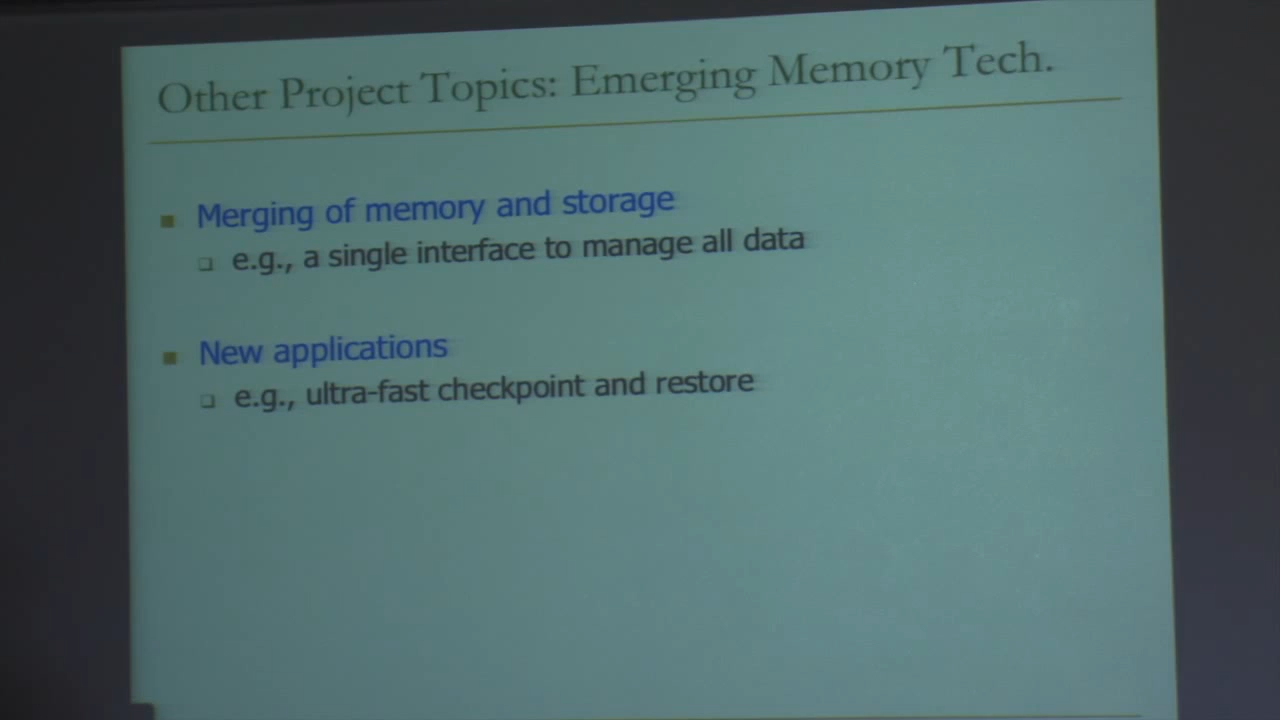 Other Project Topics: Emerging Memory Tech.
Merging of memory and storage
e.g., a single interface to manage all data
New applications
e.g., ultra-fast checkpoint and restore